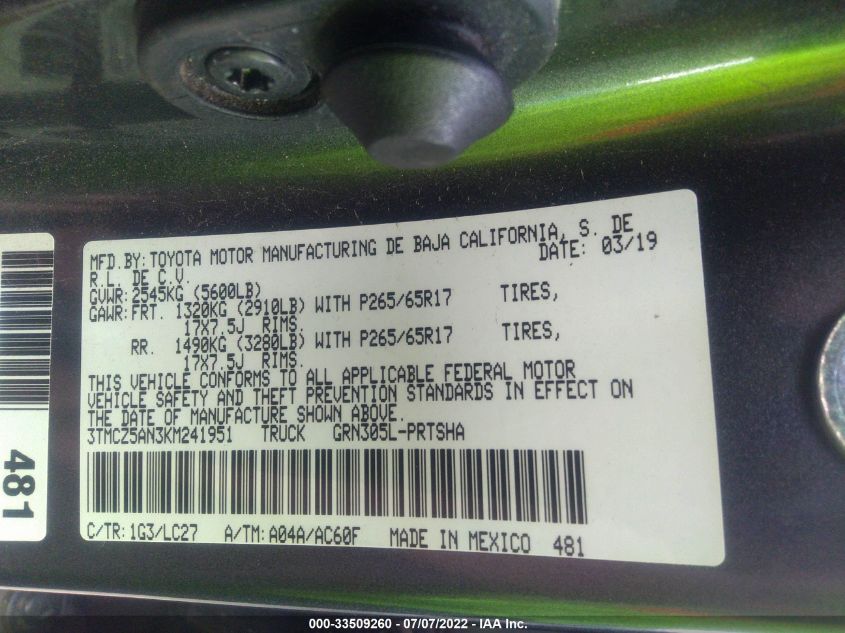 MFD.BY: TOYOTA MOTOR MANUFACTURING DE BAJA CALIFORNIA, S. DE
R.L. DE C.V. DATE: 03/19
GVWR: 2545KG (5600LB)
GAWR: FRT. 1320KG (2910LB) WITH P265/65R17 TIRES,
17X7.5J RIMS.
RR. 1490KG (3280LB) WITH P265/65R17 TIRES,
17X7.5J RIMS.
THIS VEHICLE CONFORMS TO ALL APPLICABLE FEDERAL MOTOR
VEHICLE SAFETY AND THEFT PREVENTION STANDARDS IN EFFECT ON
THE DATE OF MANUFACTURE SHOWN ABOVE.
3TMCZ5AN3KM241951 TRUCK GRN305L-PRTSHA
C/TR: 1G3/LC27 A/TM: A04A/AC60F MADE IN MEXICO 481
481
000-33509260 - 07/07/2022 - IAA Inc.